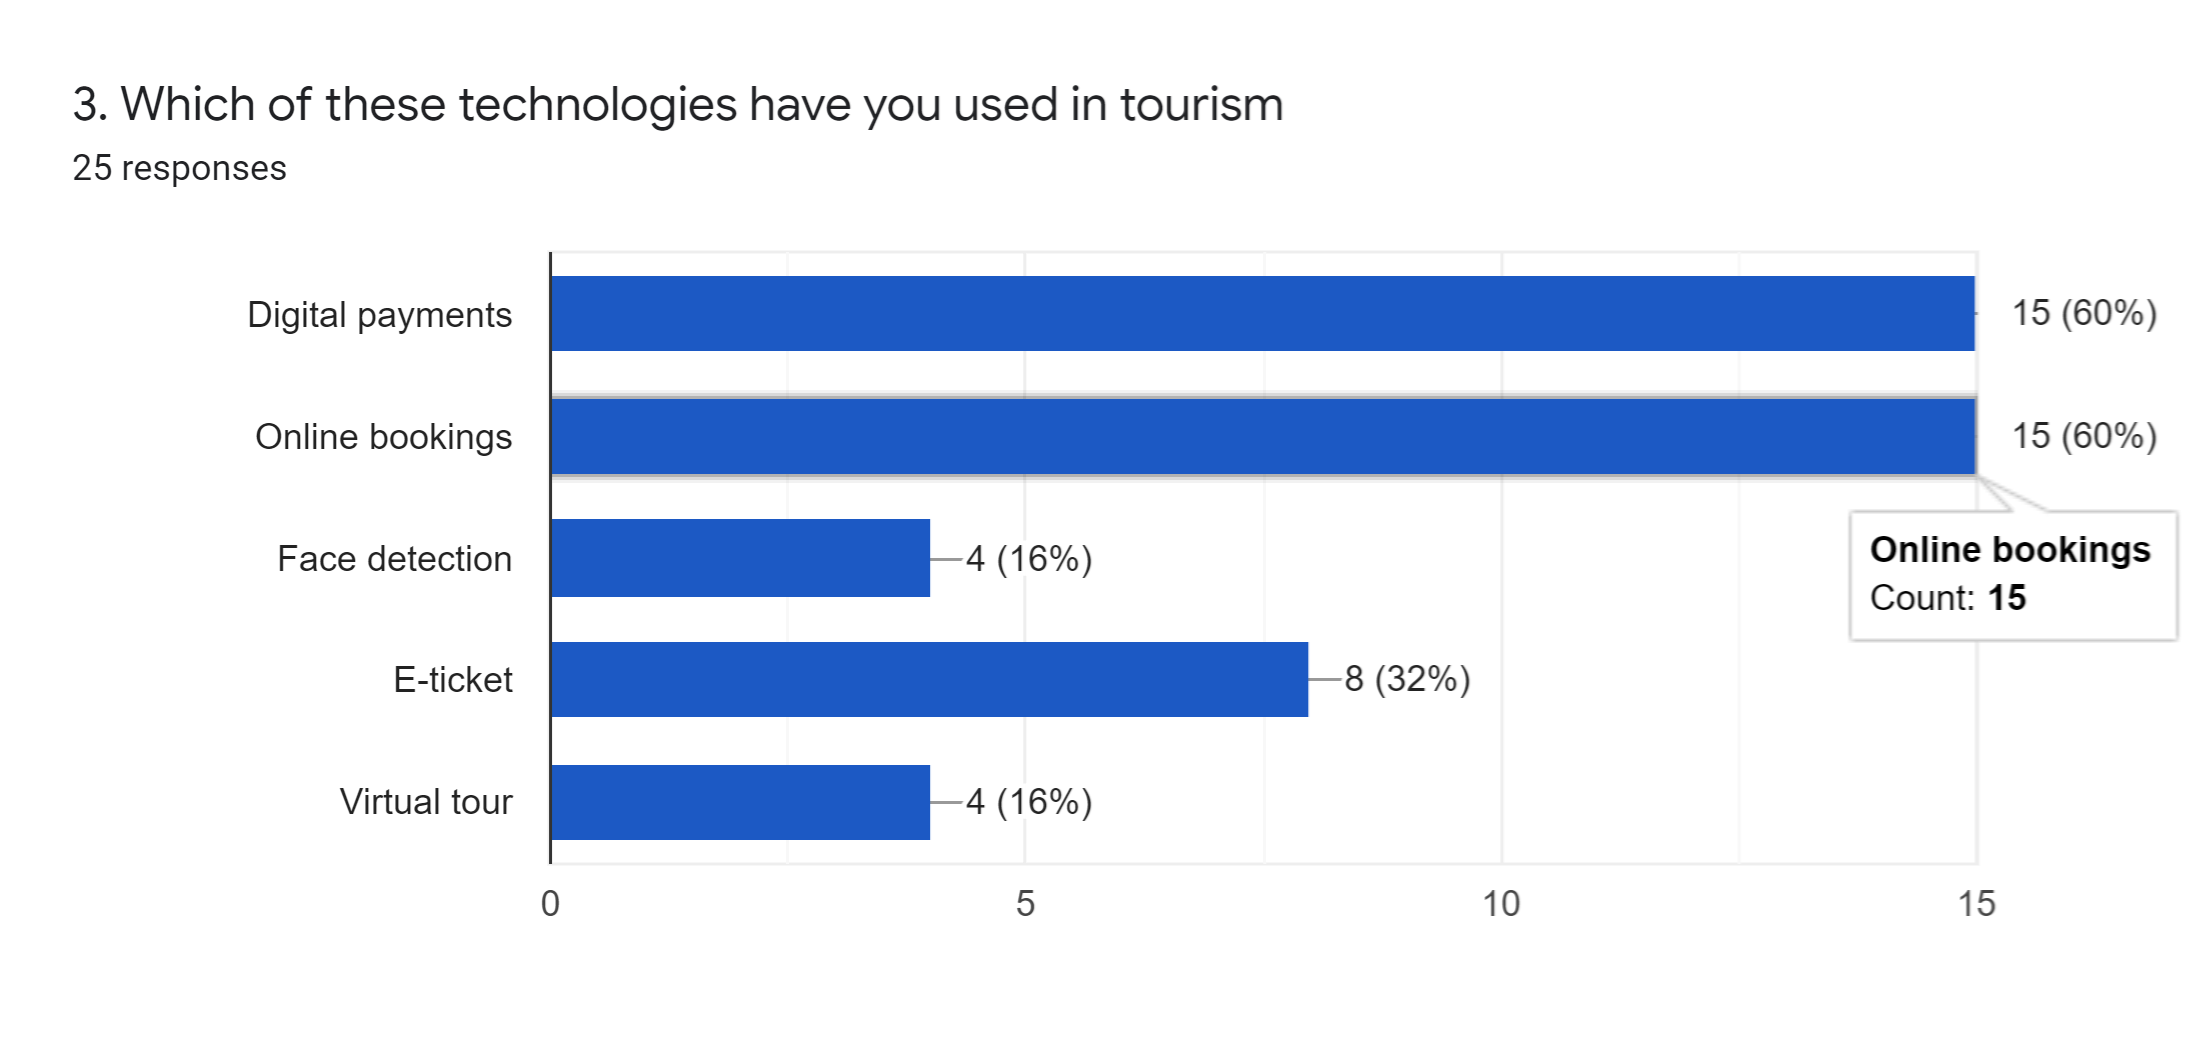 3. Which of these technologies have you used in tourism
25 responses
Digital payments
15 (60%)
Online bookings
15 (60%)
Online bookings
Count: 15
Face detection
4 (16%)
E-ticket
8 (32%)
Virtual tour
4 (16%)
0 5 10 15